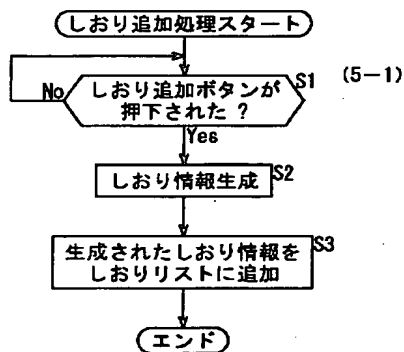 しおり追加処理スタート
No
しおり追加ボタンが
押下された ?
S1
(5-1)
Yes
しおり情報生成
S2
生成されたしおり情報を
しおりリストに追加
S3
エンド